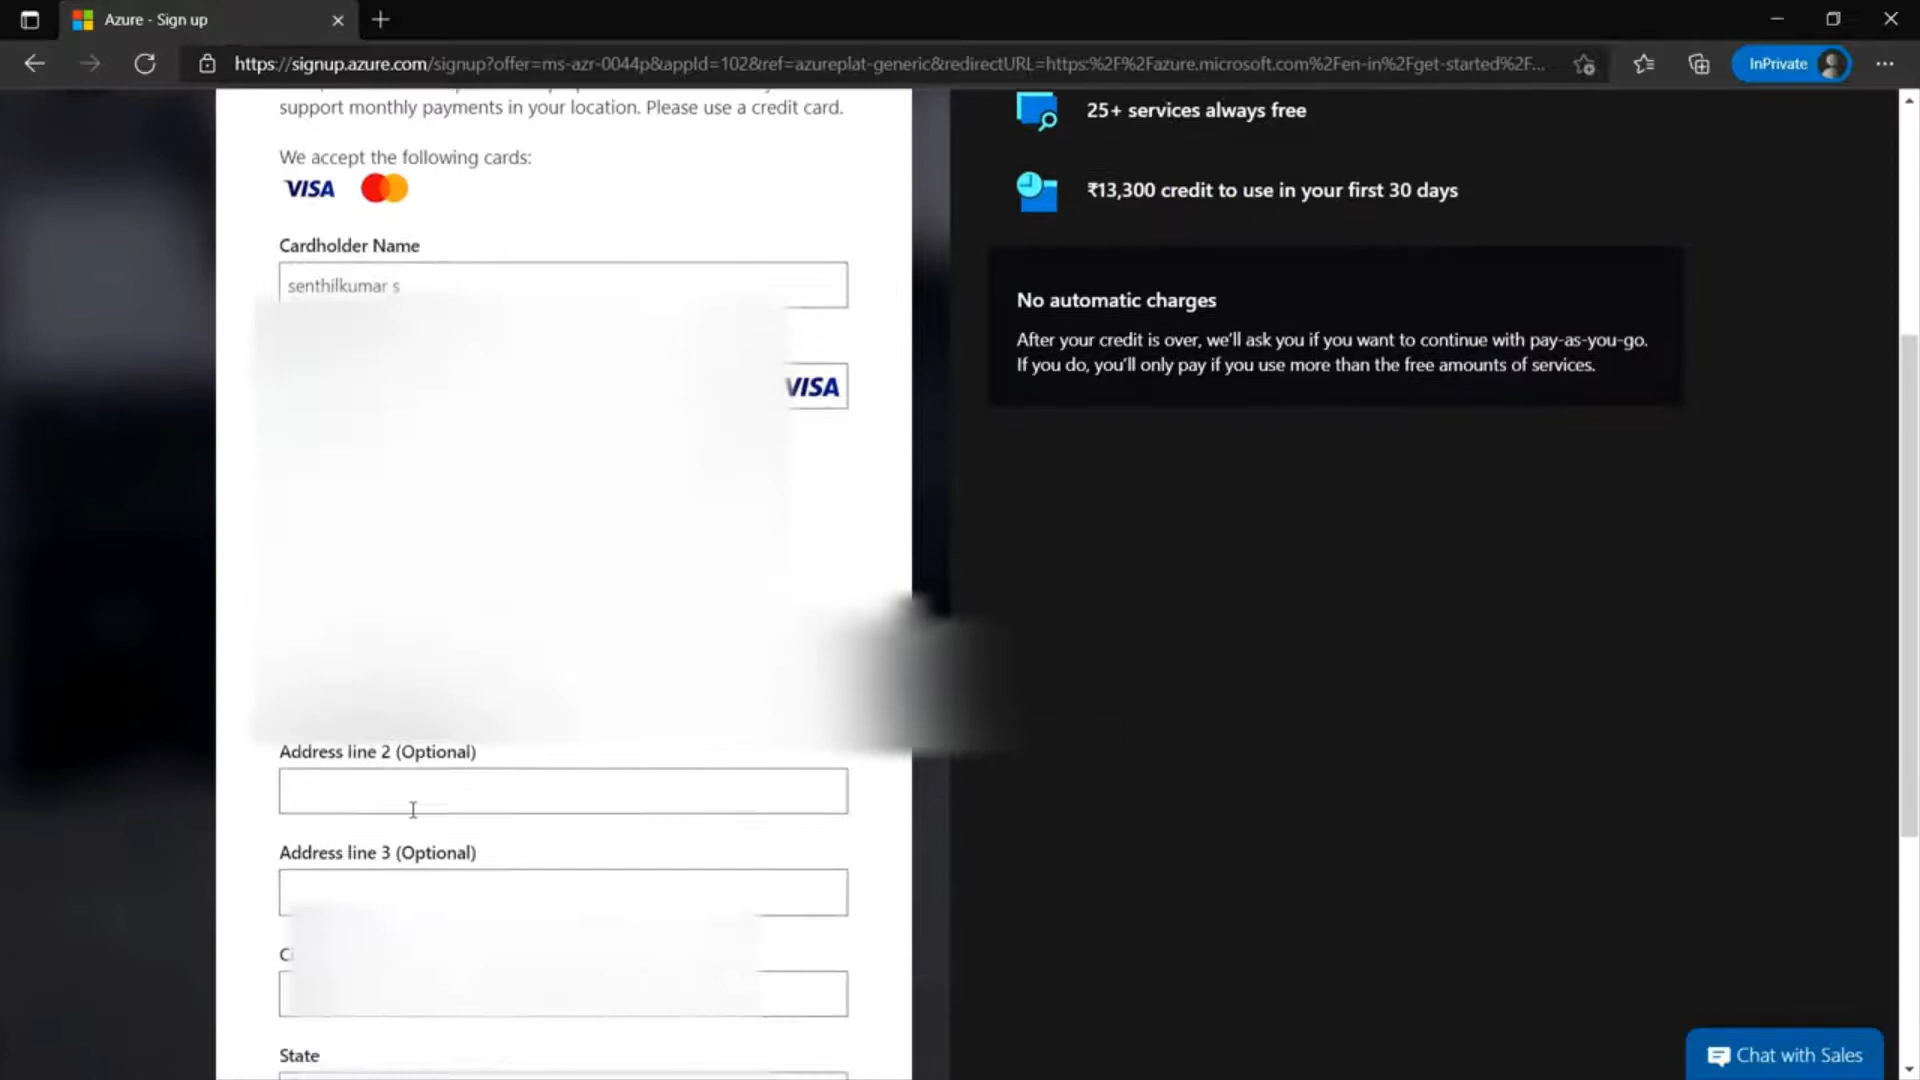 Azure - Sign up
https://signup.azure.com/signup?offer=ms-azr-0044p&appId=102&ref=azureplat-generic&redirectURL=https:%2F%2Fazure.microsoft.com%2Fen-in%2Fget-started%2F...
InPrivate
support monthly payments in your location. Please use a credit card.
We accept the following cards:
VISA
Cardholder Name
senthilkumar s
VISA
Address line 2 (Optional)
Address line 3 (Optional)
State
25+ services always free
₹13,300 credit to use in your first 30 days
No automatic charges
After your credit is over, we'll ask you if you want to continue with pay-as-you-go.
If you do, you'll only pay if you use more than the free amounts of services.
Chat with Sales